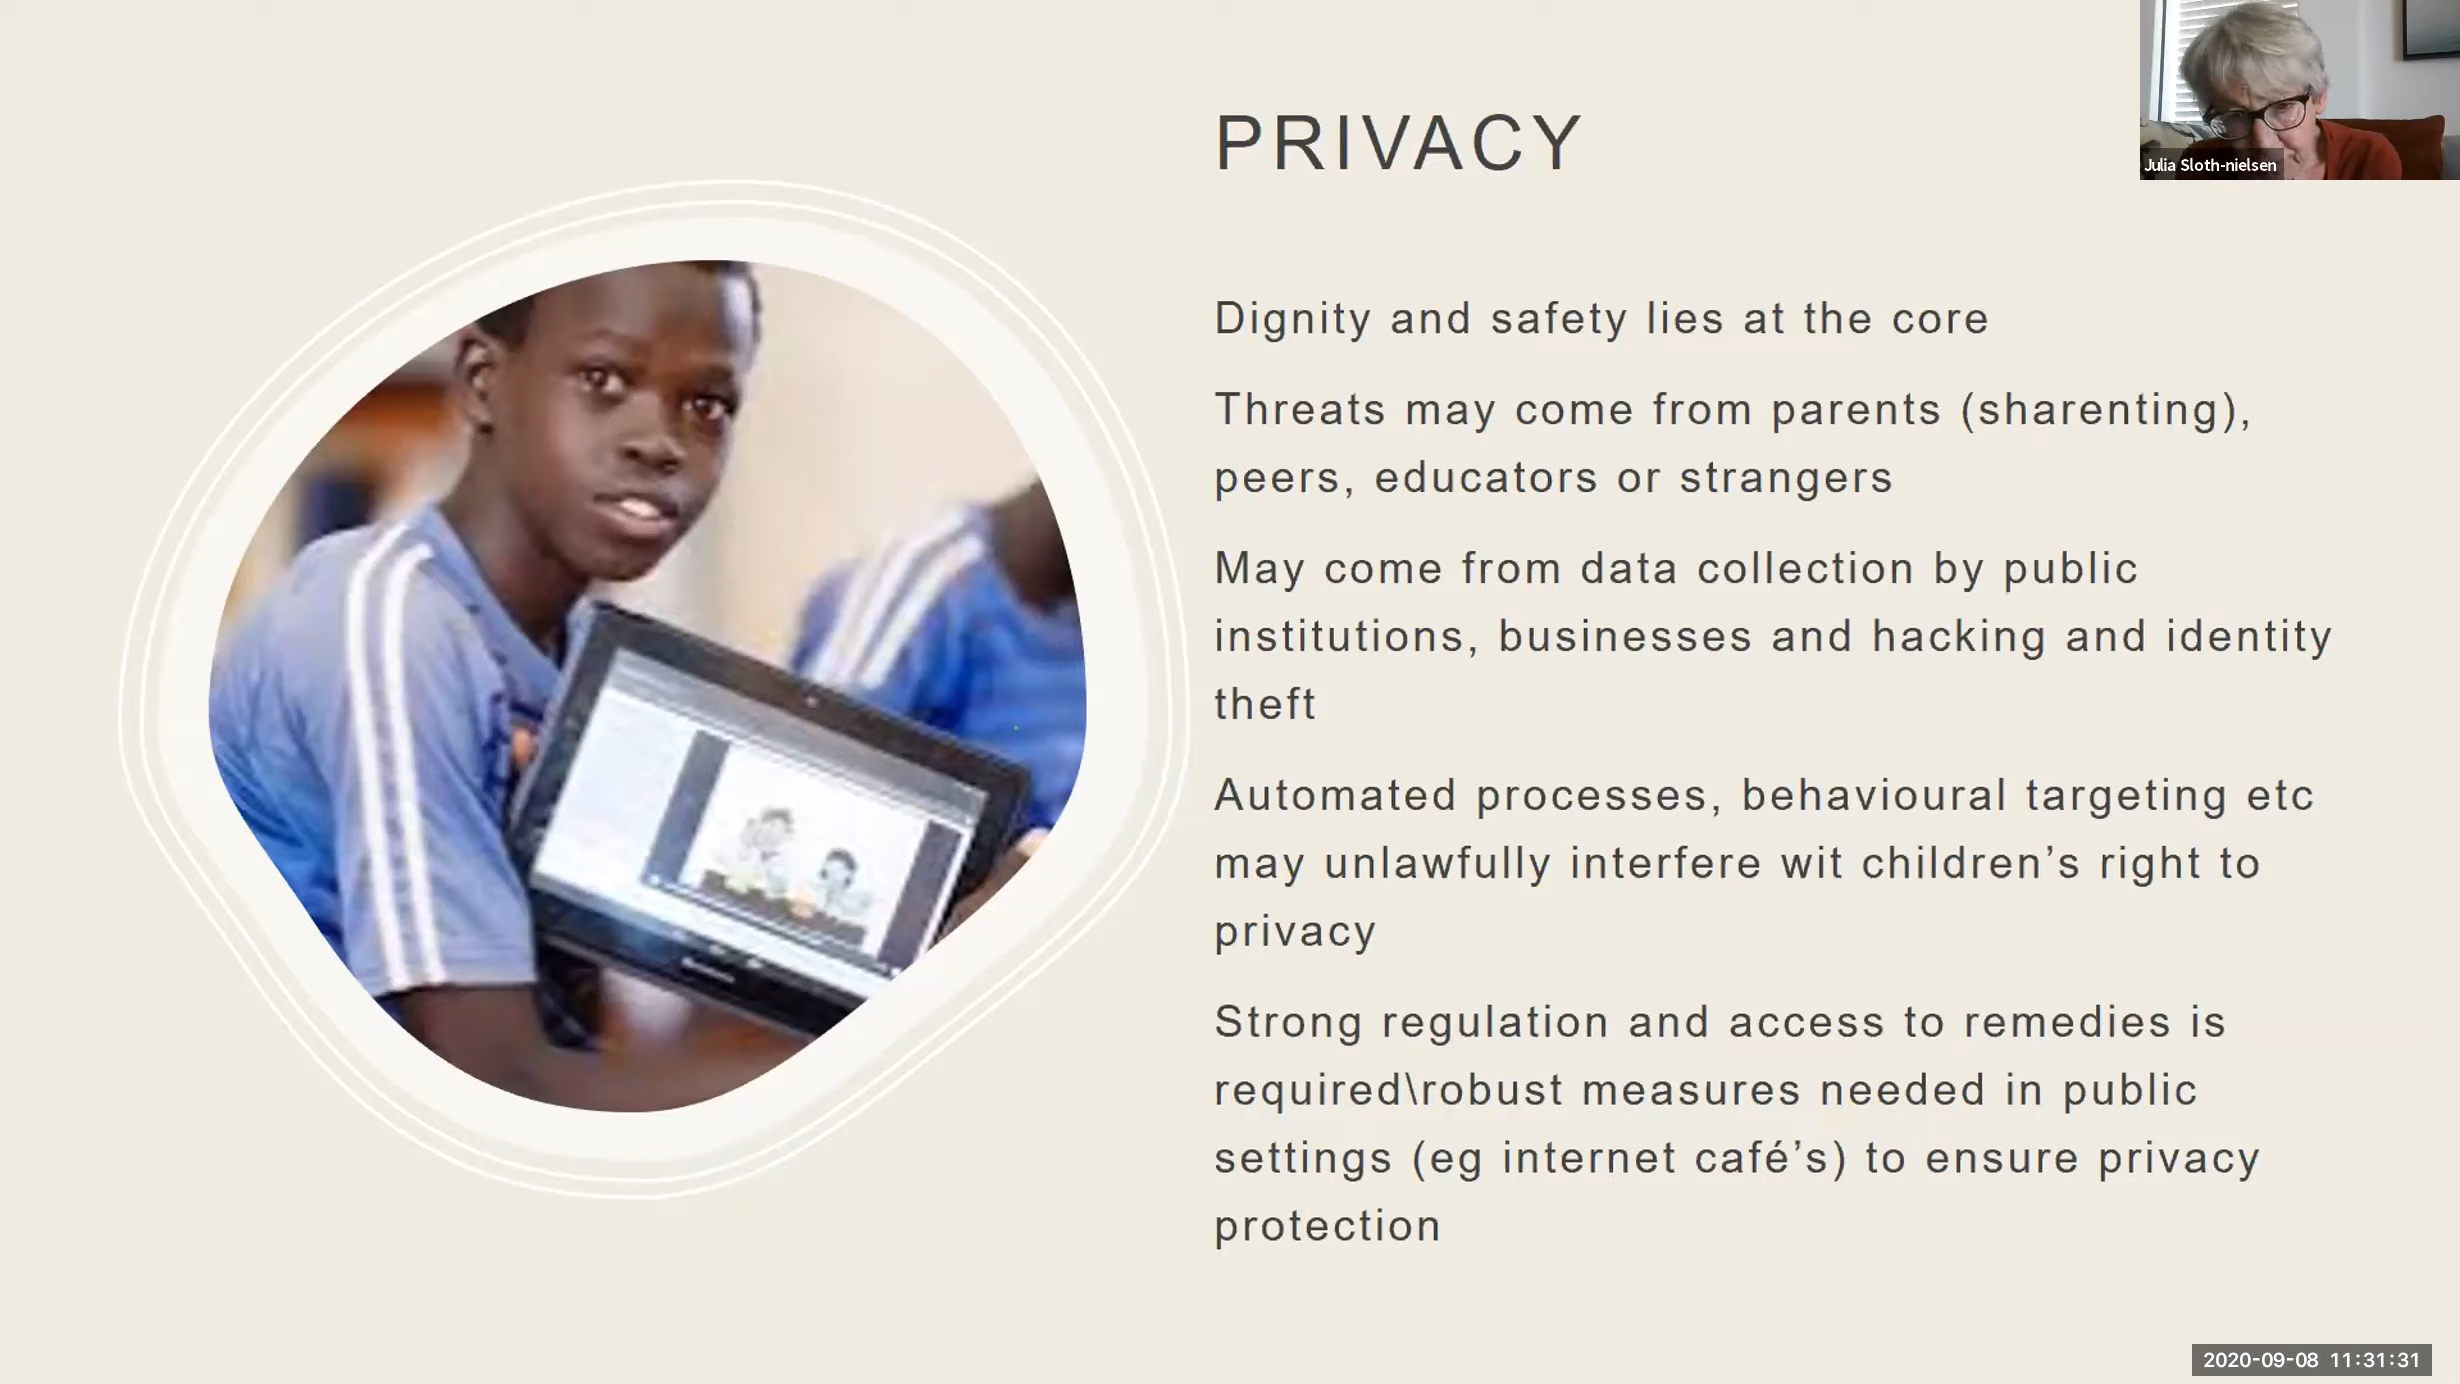 PRIVACY
Julia Sloth-nielsen
Dignity and safety lies at the core
Threats may come from parents (sharenting),
peers, educators or strangers
May come from data collection by public
institutions, businesses and hacking and identity
theft
Automated processes, behavioural targeting etc
may unlawfully interfere wit children’s right to
privacy
Strong regulation and access to remedies is
required\robust measures needed in public
settings (eg internet café’s) to ensure privacy
protection
2020-09-08 11:31:31